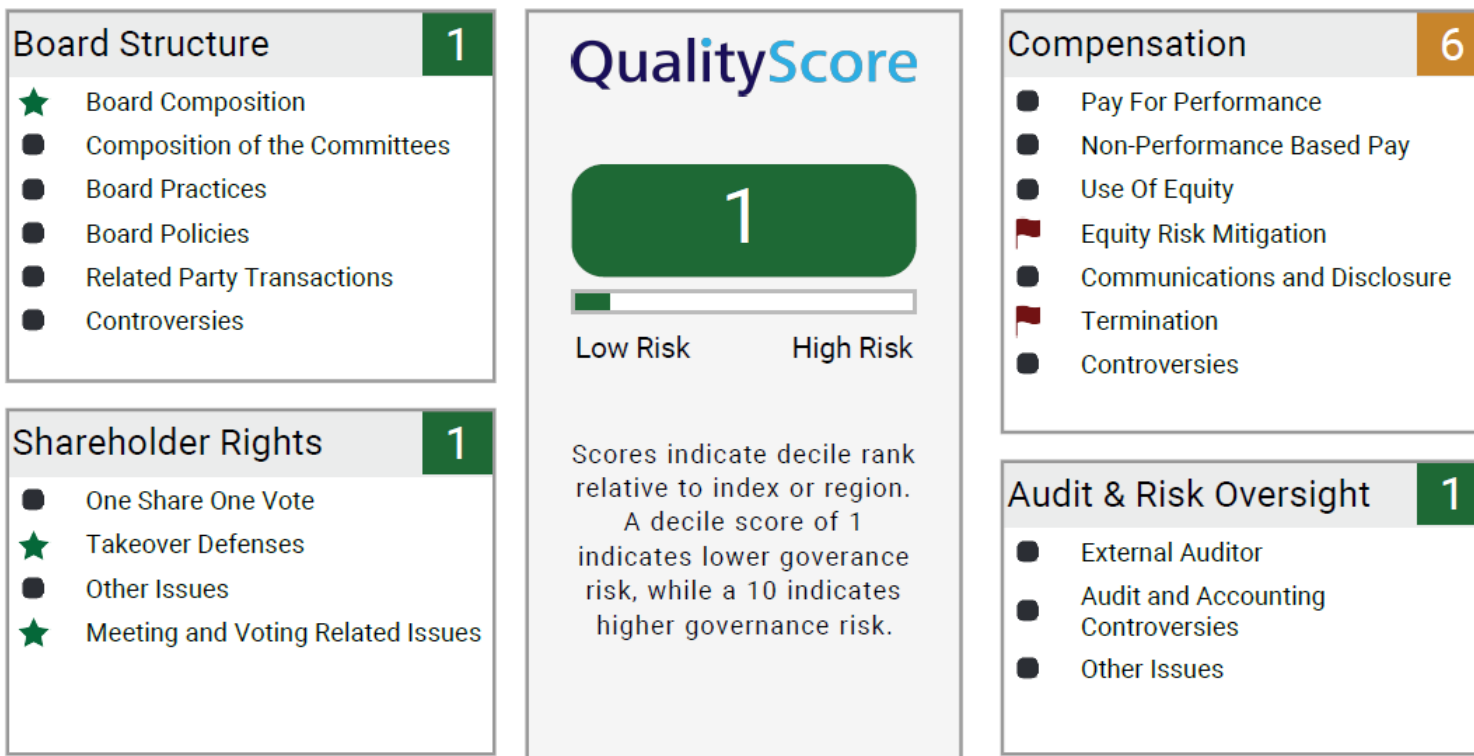 Board Structure 1
Board Composition
Composition of the Committees
Board Practices
Board Policies
Related Party Transactions
Controversies
Shareholder Rights 1
One Share One Vote
Takeover Defenses
Other Issues
Meeting and Voting Related Issues
QualityScore
1
Low Risk High Risk
Scores indicate decile rank
relative to index or region.
A decile score of 1
indicates lower goverance
risk, while a 10 indicates
higher governance risk.
Compensation 6
Pay For Performance
Non-Performance Based Pay
Use Of Equity
Equity Risk Mitigation
Communications and Disclosure
Termination
Controversies
Audit & Risk Oversight 1
External Auditor
Audit and Accounting
Controversies
Other Issues